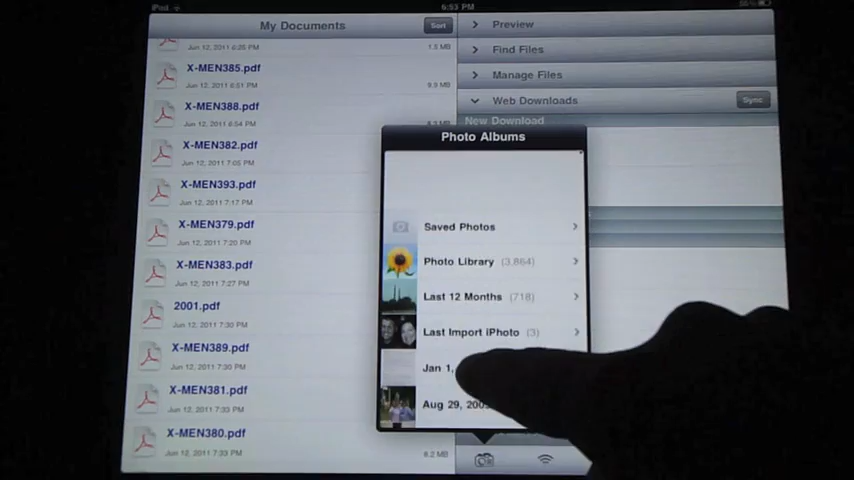 iPod
6:53 PM
My Documents
Sort
Preview
Jun 12, 2011 6:26 PM
1.5 MB
Find Files
X-MEN385.pdf
Jun 12, 2011 6:51 PM
9.9 MB
Manage Files
X-MEN388.pdf
Jun 12, 2011 6:54 PM
Web Downloads
Sync
New Download
Photo Albums
X-MEN382.pdf
Jun 12, 2011 7:05 PM
X-MEN393.pdf
Jun 12, 2011 7:17 PM
X-MEN379.pdf
Jun 12, 2011 7:20 PM
Saved Photos
X-MEN383.pdf
Jun 12, 2011 7:27 PM
Photo Library (3,864)
2001.pdf
Jun 12, 2011 7:30 PM
Last 12 Months (718)
X-MEN389.pdf
Jun 12, 2011 7:30 PM
Last Import iPhoto (3)
Jan 1,
X-MEN381.pdf
Jun 12, 2011 7:33 PM
Aug 29,
X-MEN380.pdf
Jun 12, 2011 7:33 PM
8.2 MB